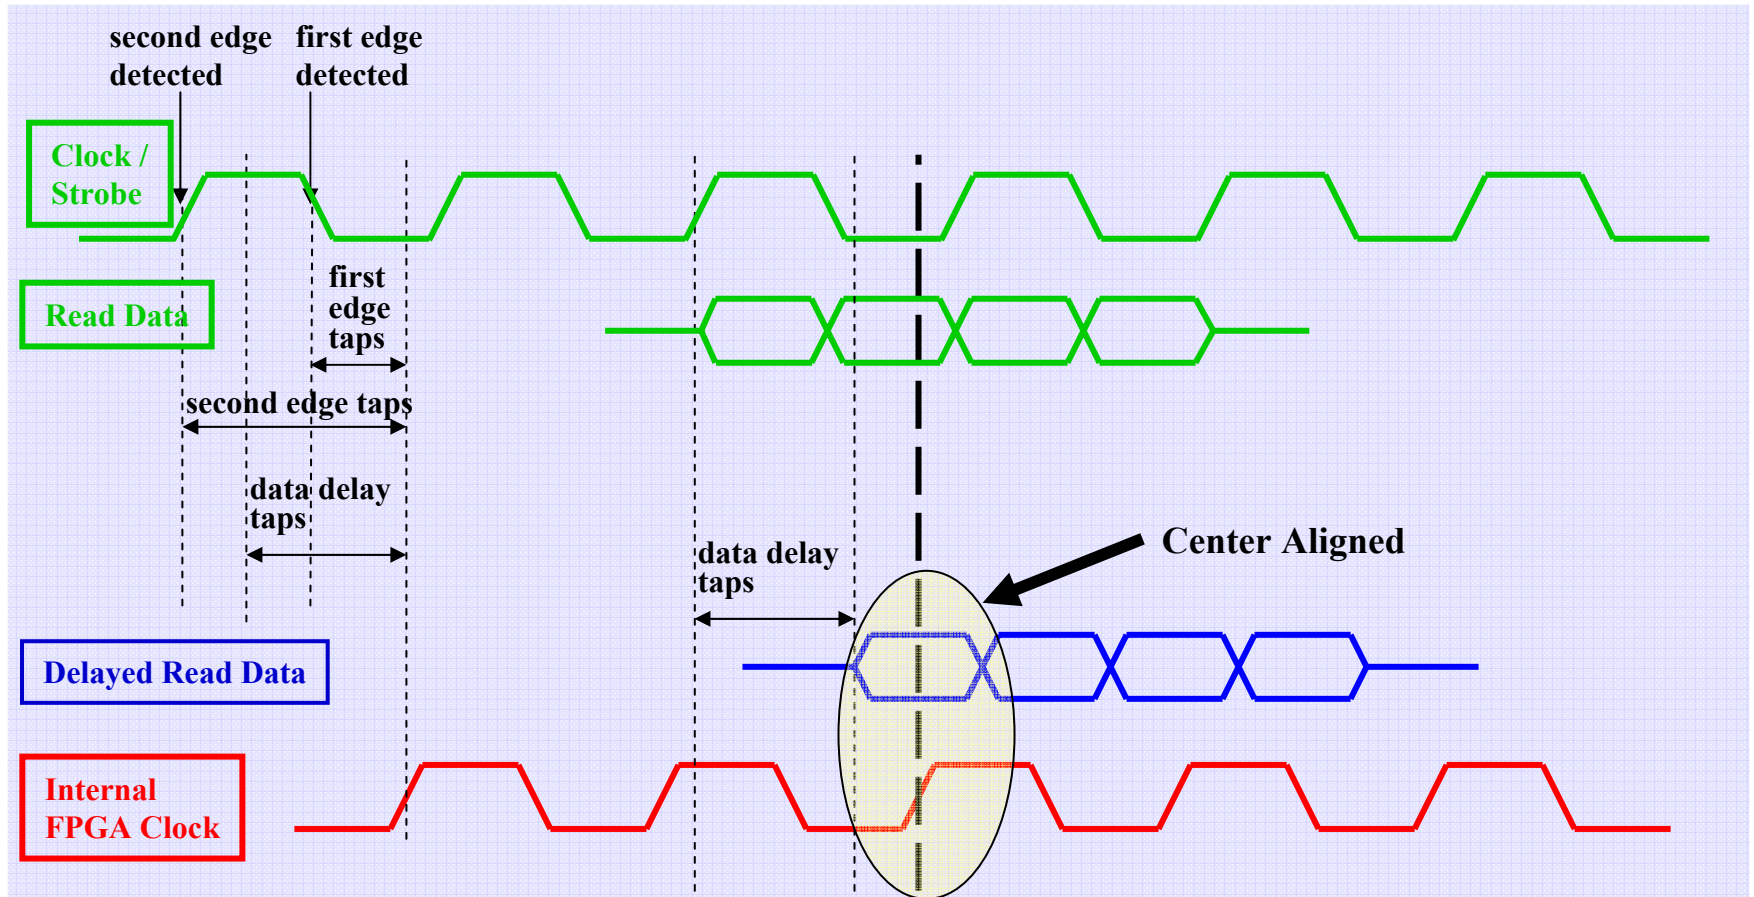 second edge
detected
first edge
detected
Clock /
Strobe
first
edge
taps
Read Data
second edge taps
data delay
taps
data delay
taps
Center Aligned
Delayed Read Data
Internal
FPGA Clock